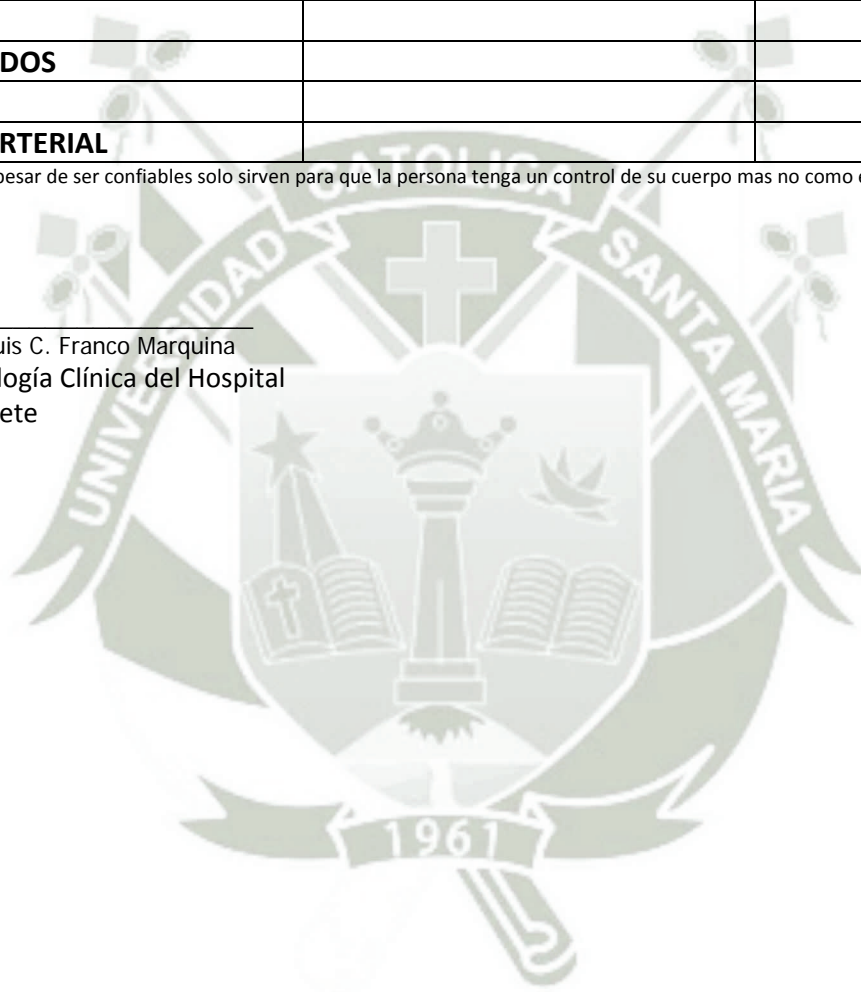 DOS
RTERIAL
pesar de ser confiables solo sirven para que la persona tenga un control de su cuerpo mas no como e
uis C. Franco Marquina
logía Clínica del Hospital
ete
UNIVERSIDAD CATOLICA SANTA MARIA
1961